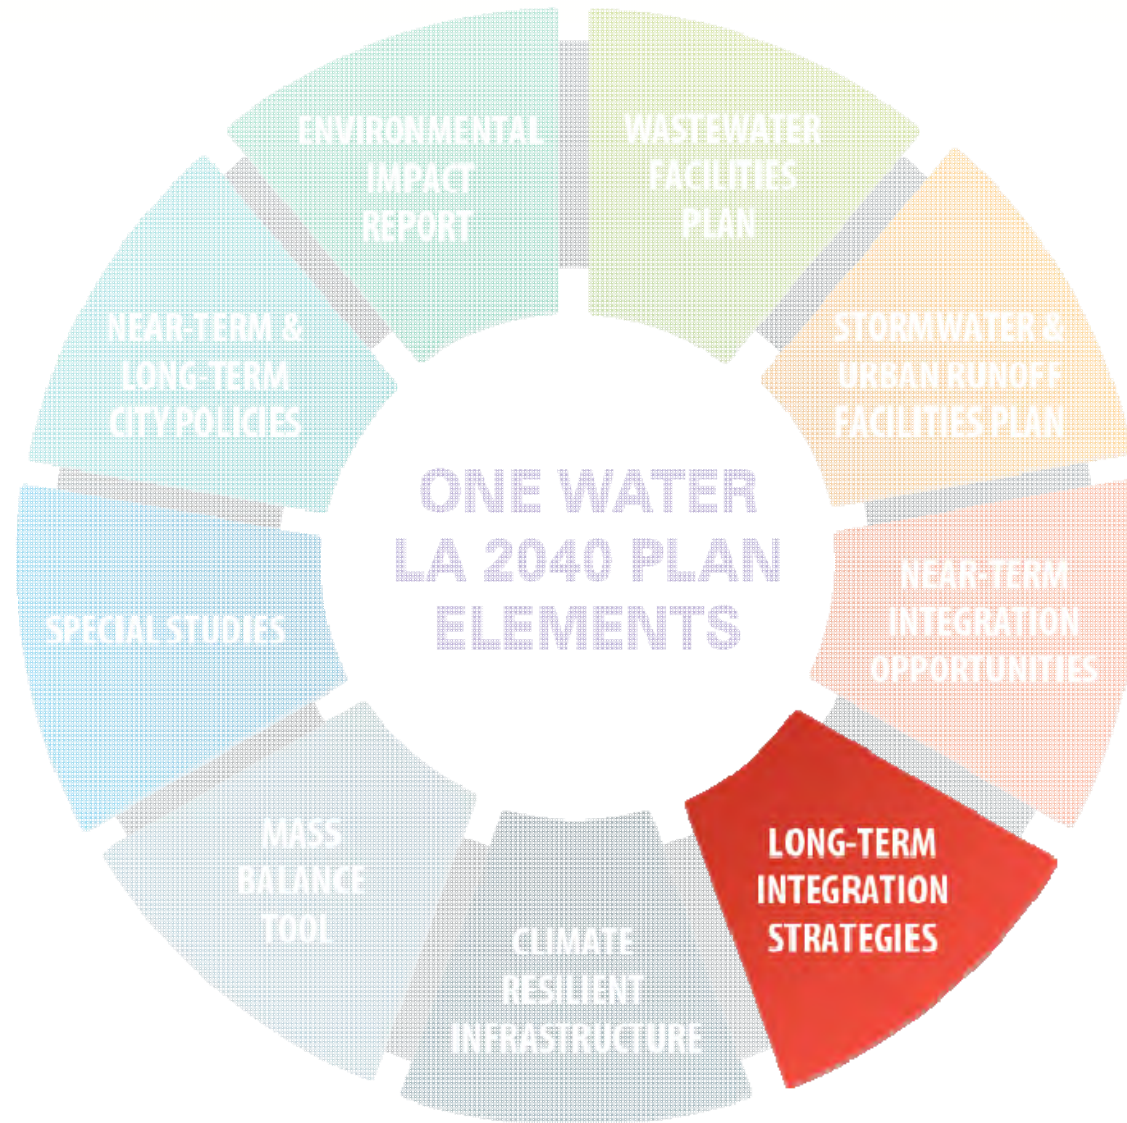 ENVIRONMENTAL
IMPACT
REPORT
WASTEWATER
FACILITIES
PLAN
STORMWATER &
URBAN RUNOFF
FACILITIES PLAN
NEAR-TERM
INTEGRATION
OPPORTUNITIES
LONG-TERM
INTEGRATION
STRATEGIES
CLIMATE
RESILIENT
INFRASTRUCTURE
MASS
BALANCE
TOOL
SPECIAL STUDIES
NEAR-TERM &
LONG-TERM
CITY POLICIES
ONE WATER
LA 2040 PLAN
ELEMENTS